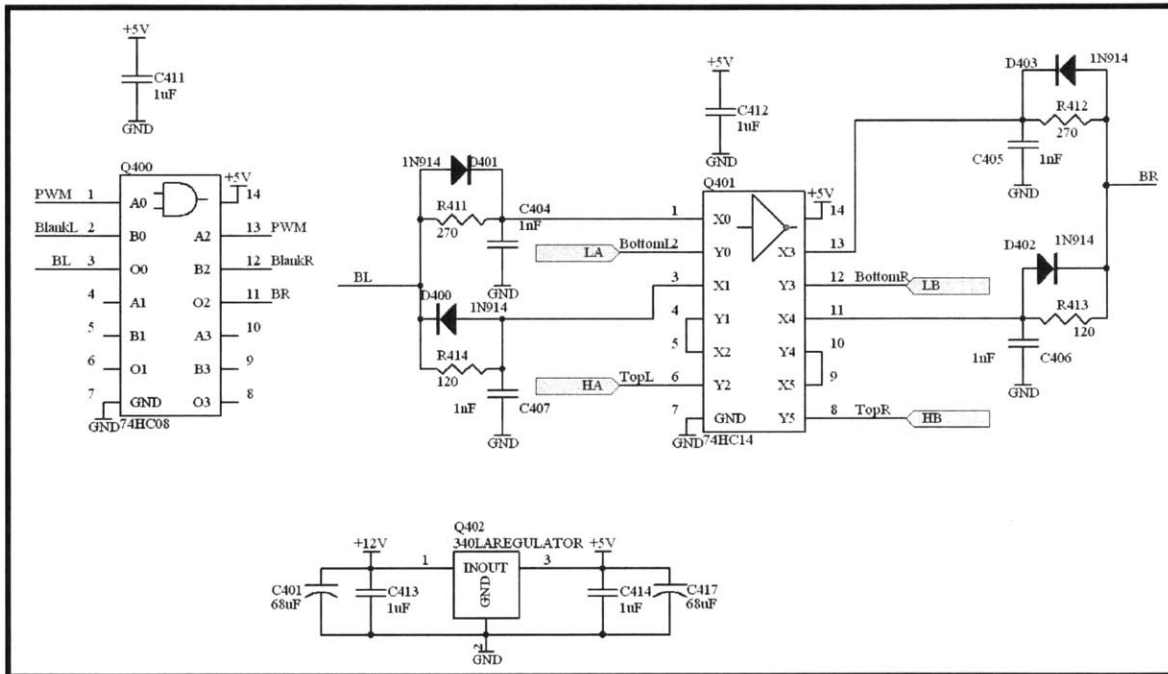 +5V
C411
1uF
GND
Q400
+5V
PWM 1 A0 14
BlankL 2 B0 A2 13 PWM
BL 3 O0 B2 12 BlankR
4 A1 O2 11 BR
5 B1 A3 10
6 O1 B3 9
7 GND O3 8
GND
74HC08
1N914 D401
R411
270
C404
1nF
GND
BL
D400
1N914
R414
120
1nF C407
GND
+5V
C412
1uF
GND
Q401
+5V
1 X0 14
LA BottomL 2 Y0 X3 13
3 X1 Y3 12 BottomR LB
4 Y1 X4 11
5 X2 Y4 10
HA TopL 6 Y2 X5 9
7 GND Y5 8 TopR HB
GND
74HC14
D403 1N914
R412
270
C405 1nF
GND
BR
D402 1N914
R413
120
1nF C406
GND
Q402
340LAREGULATOR
+12V 1 INOUT 3 +5V
GND
C401
68uF
C413
1uF
C414
1uF
C417
68uF
2
GND